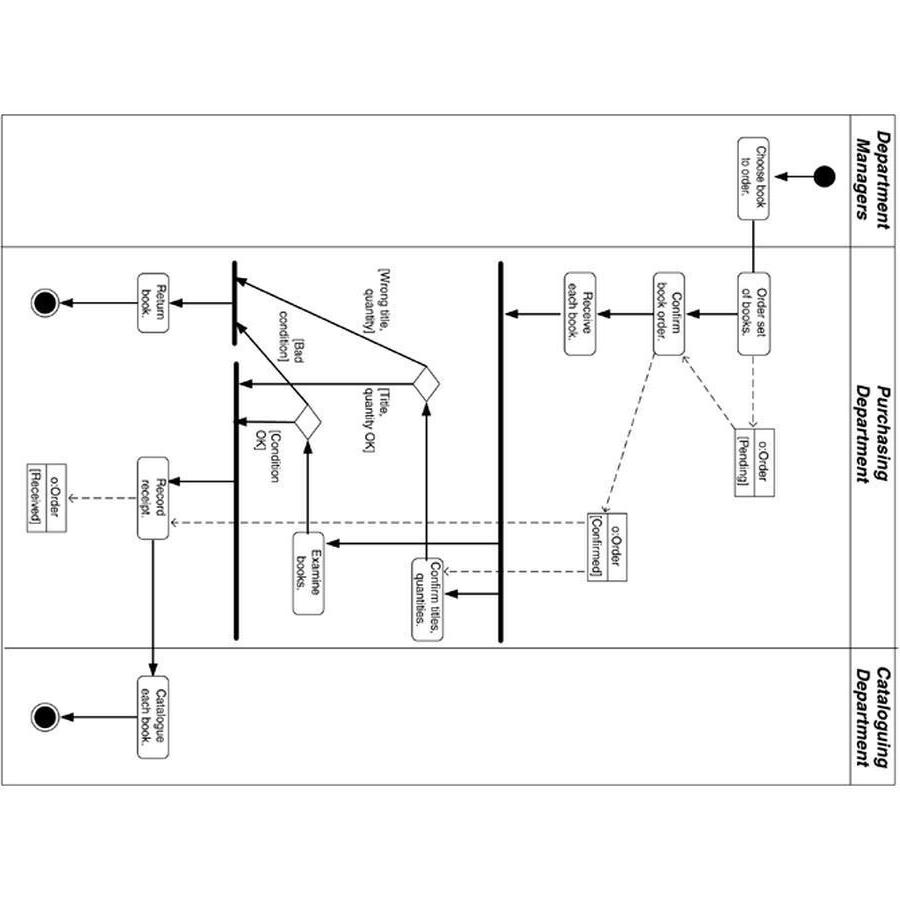 Department
Managers
Purchasing
Department
Cataloguing
Department
Choose book
to order.
Order set
of books.
o:Order
[Pending]
Confirm
book order.
Receive
each book.
o:Order
[Confirmed]
Confirm titles,
quantities.
[Wrong title,
quantity]
[Title,
quantity OK]
Examine
books.
[Bad
condition]
[Condition
OK]
Return
book.
Record
receipt.
Catalogue
each book.
o:Order
[Received]